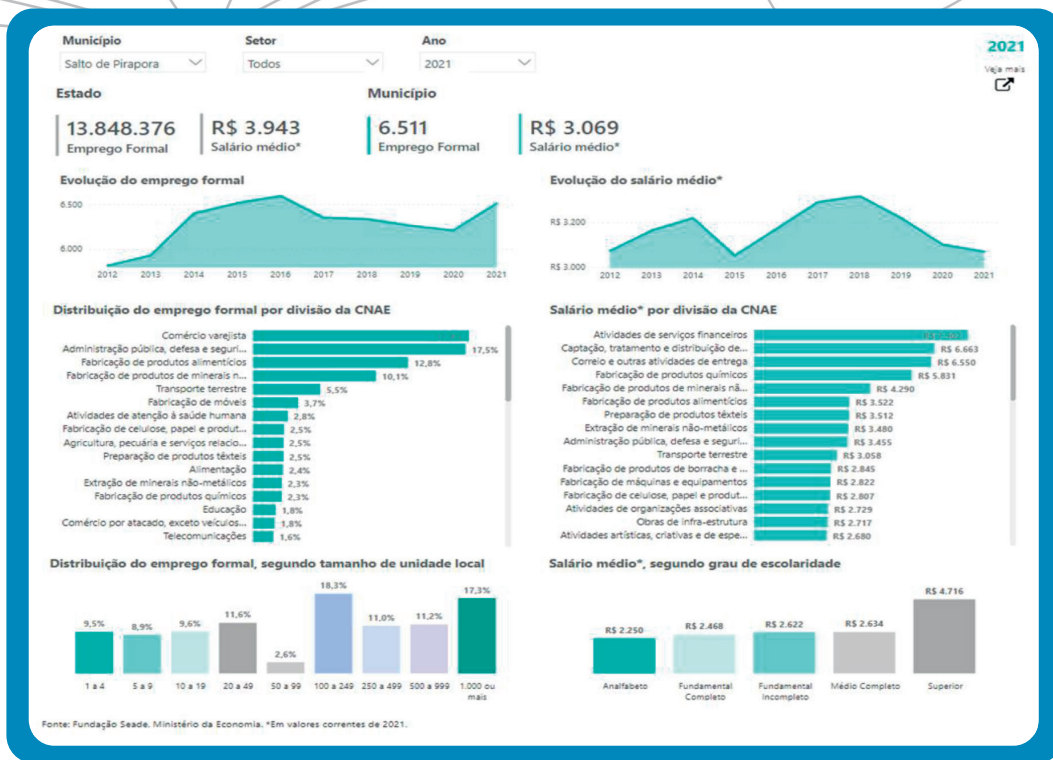 Município Setor Ano
Salto de Pirapora Todos 2021
2021
Veja mais
Estado Município
13.848.376 R$ 3.943 6.511 R$ 3.069
Emprego Formal Salário médio* Emprego Formal Salário médio*
Evolução do emprego formal
6.500
6.000
2012 2013 2014 2015 2016 2017 2018 2019 2020 2021
Evolução do salário médio*
R$ 3.200
R$ 3.000
2012 2013 2014 2015 2016 2017 2018 2019 2020 2021
Distribuição do emprego formal por divisão da CNAE
Comércio varejista
Administração pública, defesa e seguri... 17,5%
Fabricação de produtos alimentícios 12,8%
Fabricação de produtos de minerais n... 10,1%
Transporte terrestre 5,5%
Fabricação de móveis 3,7%
Atividades de atenção à saúde humana 2,8%
Fabricação de celulose, papel e produt... 2,5%
Agricultura, pecuária e serviços relacio... 2,5%
Preparação de produtos têxteis 2,5%
Alimentação 2,4%
Extração de minerais não-metálicos 2,3%
Fabricação de produtos químicos 2,3%
Educação 1,8%
Comércio por atacado, exceto veículos... 1,8%
Telecomunicações 1,6%
Salário médio* por divisão da CNAE
Atividades de serviços financeiros
Captação, tratamento e distribuição de... R$ 6.663
Correio e outras atividades de entrega R$ 6.550
Fabricação de produtos químicos R$ 5.831
Fabricação de produtos de minerais nã... R$ 4.290
Fabricação de produtos alimentícios R$ 3.522
Preparação de produtos têxteis R$ 3.512
Extração de minerais não-metálicos R$ 3.480
Administração pública, defesa e seguri... R$ 3.455
Transporte terrestre R$ 3.058
Fabricação de produtos de borracha e ... R$ 2.845
Fabricação de máquinas e equipamentos R$ 2.822
Fabricação de celulose, papel e produt... R$ 2.807
Atividades de organizações associativas R$ 2.729
Obras de infra-estrutura R$ 2.717
Atividades artísticas, criativas e de espe... R$ 2.680
Distribuição do emprego formal, segundo tamanho de unidade local
9,5% 8,9% 9,6% 11,6% 2,6% 18,3% 11,0% 11,2% 17,3%
1 a 4 5 a 9 10 a 19 20 a 49 50 a 99 100 a 249 250 a 499 500 a 999 1.000 ou
mais
Salário médio*, segundo grau de escolaridade
R$ 2.250 R$ 2.468 R$ 2.622 R$ 2.634 R$ 4.716
Analfabeto Fundamental Fundamental Médio Completo Superior
Completo Incompleto
Fonte: Fundação Seade. Ministério da Economia. *Em valores correntes de 2021.